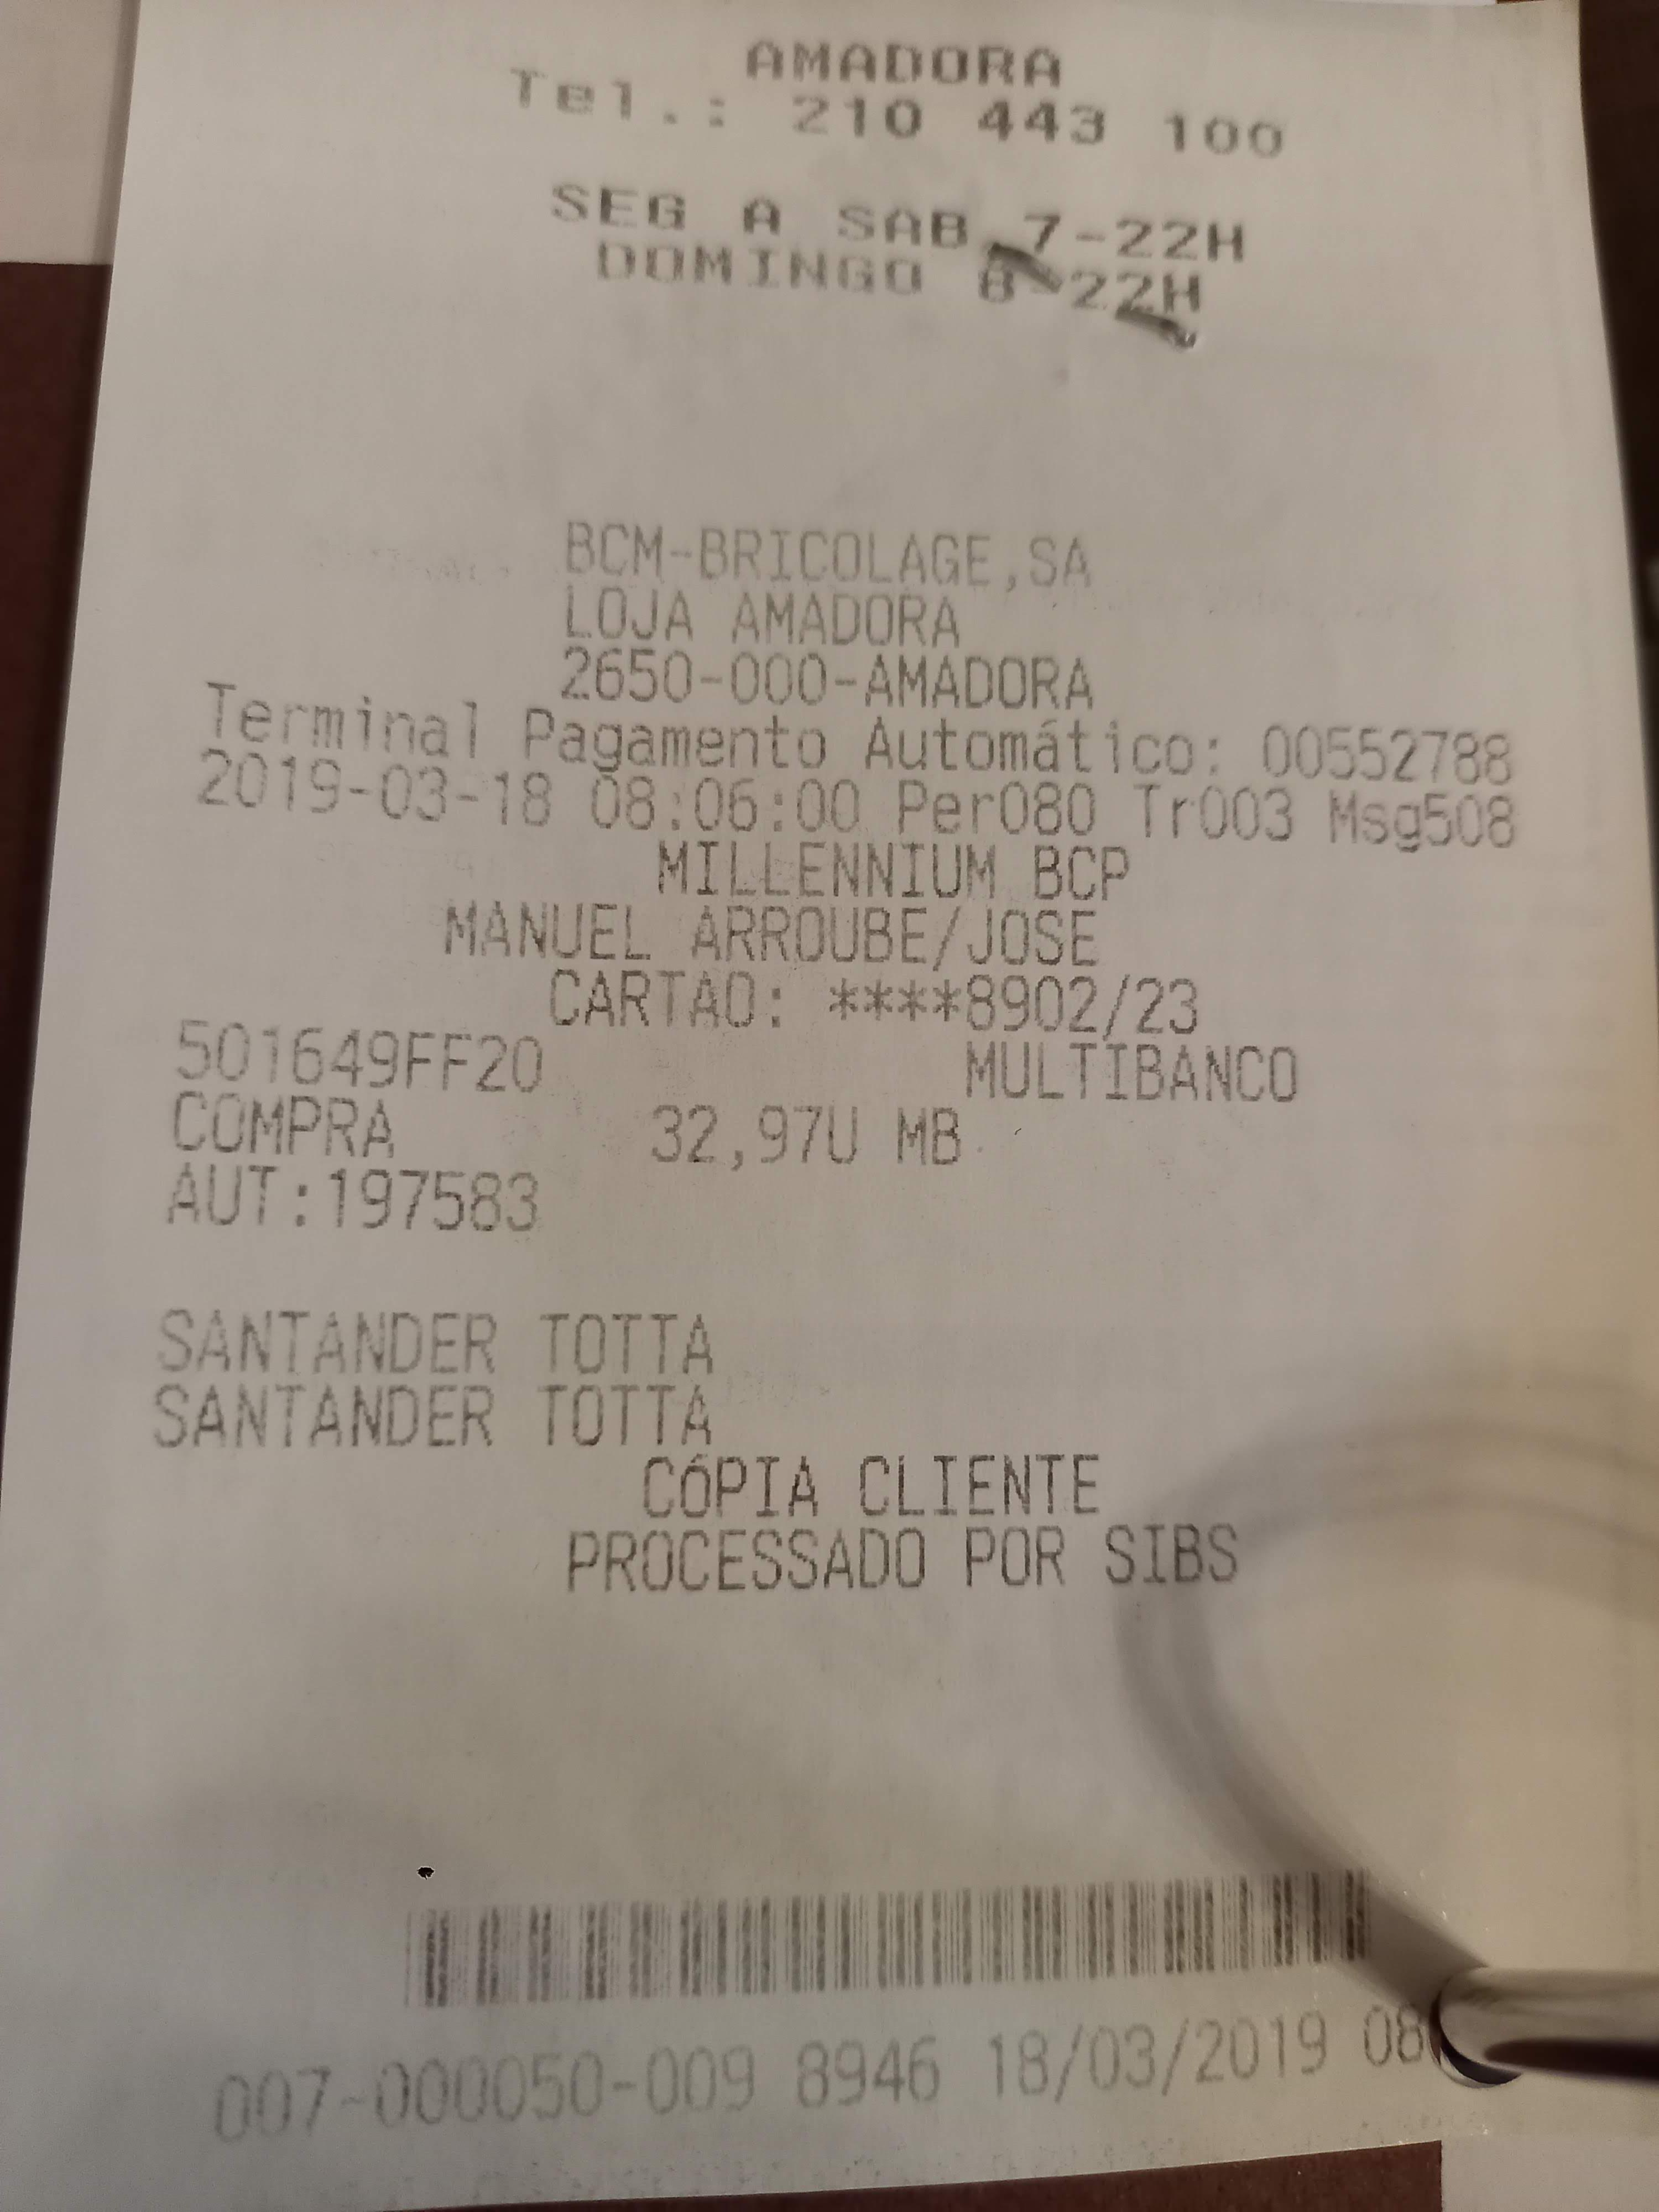 AMADORA
Tel.: 210 443 100
SEG A SAB 7-22H
DOMINGO 8-22H
BCM-BRICOLAGE,SA
LOJA AMADORA
2650-000-AMADORA
Terminal Pagamento Automático: 00552788
2019-03-18 08:06:00 Per080 Tr003 Msg508
MILLENNIUM BCP
MANUEL ARROUBE/JOSE
CARTAO: ****8902/23
501649FF20 MULTIBANCO
COMPRA 32,97U MB
AUT:197583
SANTANDER TOTTA
SANTANDER TOTTA
CÓPIA CLIENTE
PROCESSADO POR SIBS
007-000050-009 8946 18/03/2019 08